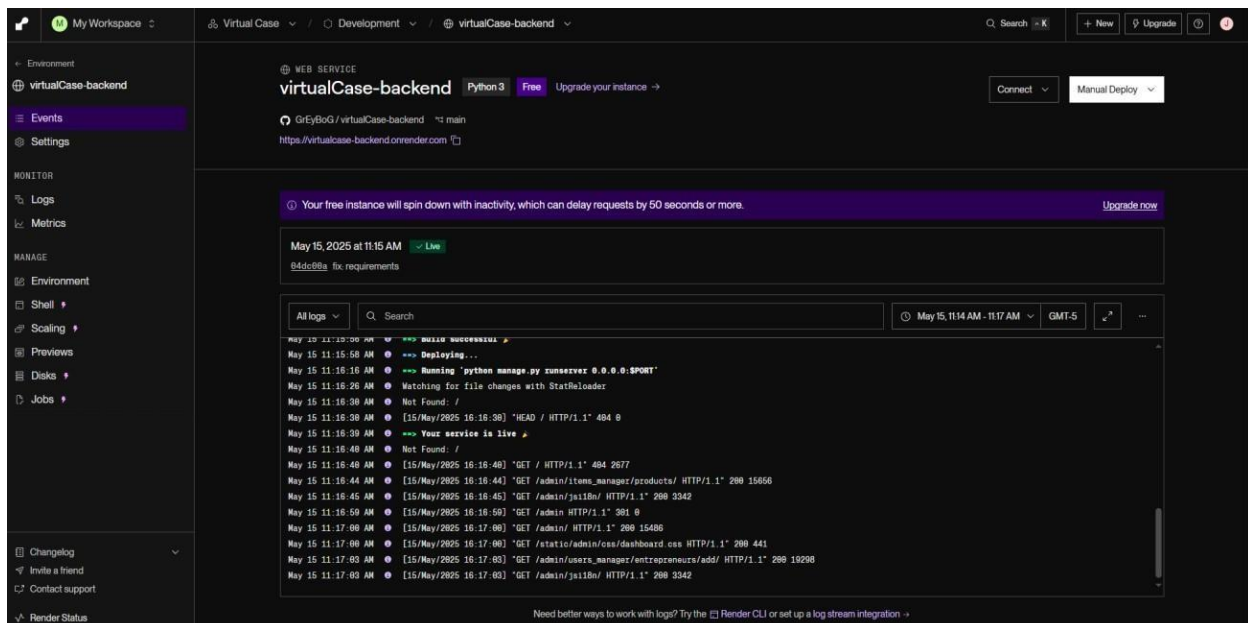 M My Workspace
Virtual Case / Development / virtualCase-backend
Search K
+ New
Upgrade
J
← Environment
virtualCase-backend
Events
Settings
MONITOR
Logs
Metrics
MANAGE
Environment
Shell
Scaling
Previews
Disks
Jobs
Changelog
Invite a friend
Contact support
Render Status
WEB SERVICE
virtualCase-backend Python 3 Free Upgrade your instance →
Connect
Manual Deploy
GrEyBoG / virtualCase-backend main
https://virtualcase-backend.onrender.com
Your free instance will spin down with inactivity, which can delay requests by 50 seconds or more. Upgrade now
May 15, 2025 at 11:15 AM ✓ Live
04dc00a fix: requirements
All logs Search May 15, 11:14 AM - 11:17 AM GMT-5 ...
May 15 11:15:56 AM ==> Build successful 🎉
May 15 11:15:58 AM ==> Deploying...
May 15 11:16:16 AM ==> Running 'python manage.py runserver 0.0.0.0:$PORT'
May 15 11:16:26 AM Watching for file changes with StatReloader
May 15 11:16:30 AM Not Found: /
May 15 11:16:30 AM [15/May/2025 16:16:30] "HEAD / HTTP/1.1" 404 0
May 15 11:16:39 AM ==> Your service is live 🎉
May 15 11:16:40 AM Not Found: /
May 15 11:16:40 AM [15/May/2025 16:16:40] "GET / HTTP/1.1" 404 2677
May 15 11:16:44 AM [15/May/2025 16:16:44] "GET /admin/items_manager/products/ HTTP/1.1" 200 15656
May 15 11:16:45 AM [15/May/2025 16:16:45] "GET /admin/jsi18n/ HTTP/1.1" 200 3342
May 15 11:16:59 AM [15/May/2025 16:16:59] "GET /admin HTTP/1.1" 301 0
May 15 11:17:00 AM [15/May/2025 16:17:00] "GET /admin/ HTTP/1.1" 200 15486
May 15 11:17:00 AM [15/May/2025 16:17:00] "GET /static/admin/css/dashboard.css HTTP/1.1" 200 441
May 15 11:17:03 AM [15/May/2025 16:17:03] "GET /admin/users_manager/entrepreneurs/add/ HTTP/1.1" 200 19298
May 15 11:17:03 AM [15/May/2025 16:17:03] "GET /admin/jsi18n/ HTTP/1.1" 200 3342
Need better ways to work with logs? Try the Render CLI or set up a log stream integration →